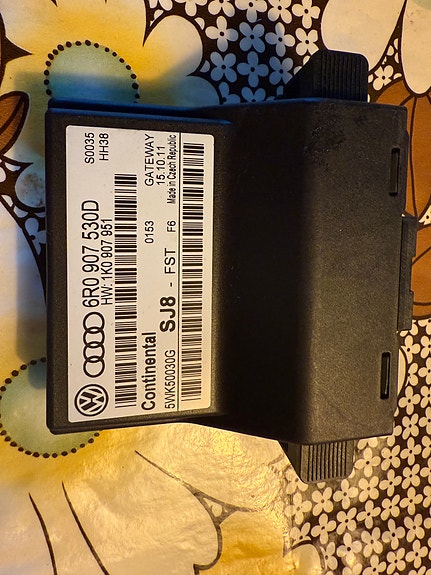 6R0 907 530D
HW: 1K0 907 951
S0035
HH38
Continental
SJ8 - FST F6
0153
GATEWAY
15.10.11
Made in Czech Republic
5WK50030G